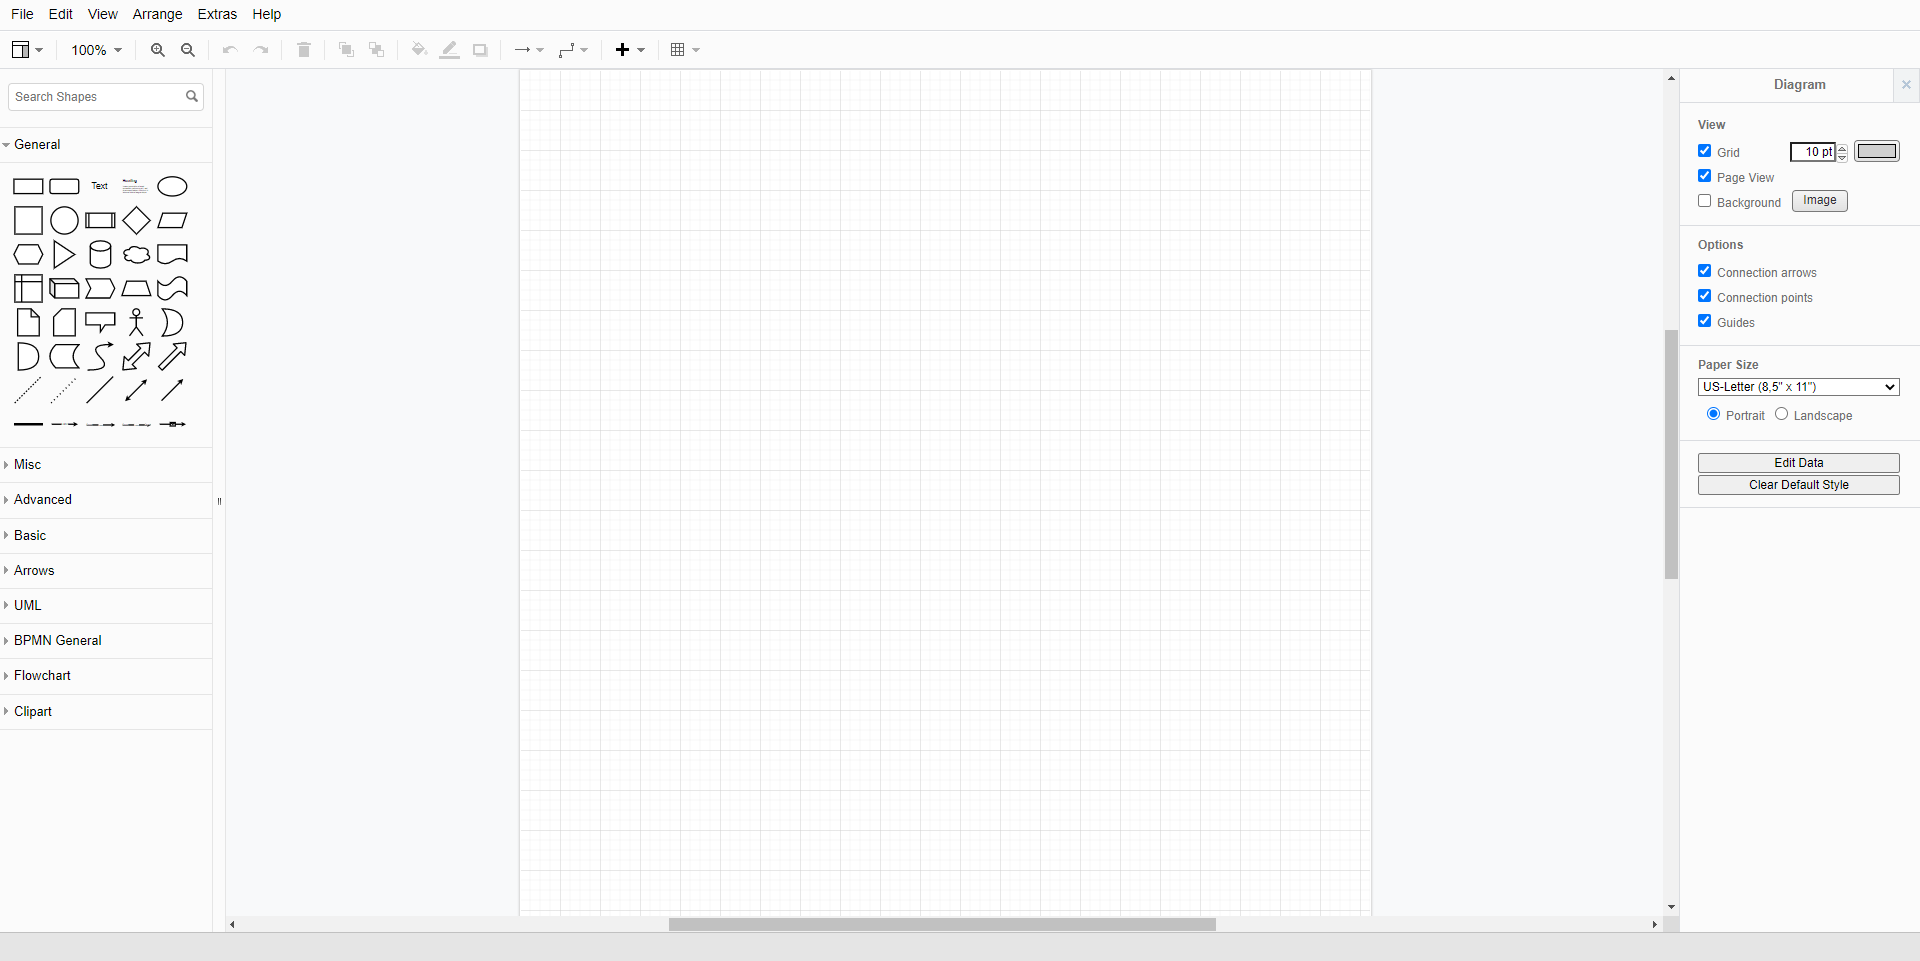 File Edit View Arrange Extras Help
100%
Search Shapes
General
Text
Heading
Misc
Advanced
Basic
Arrows
UML
BPMN General
Flowchart
Clipart
Diagram
View
Grid 10 pt
Page View
Background Image
Options
Connection arrows
Connection points
Guides
Paper Size
US-Letter (8,5" x 11")
Portrait Landscape
Edit Data
Clear Default Style